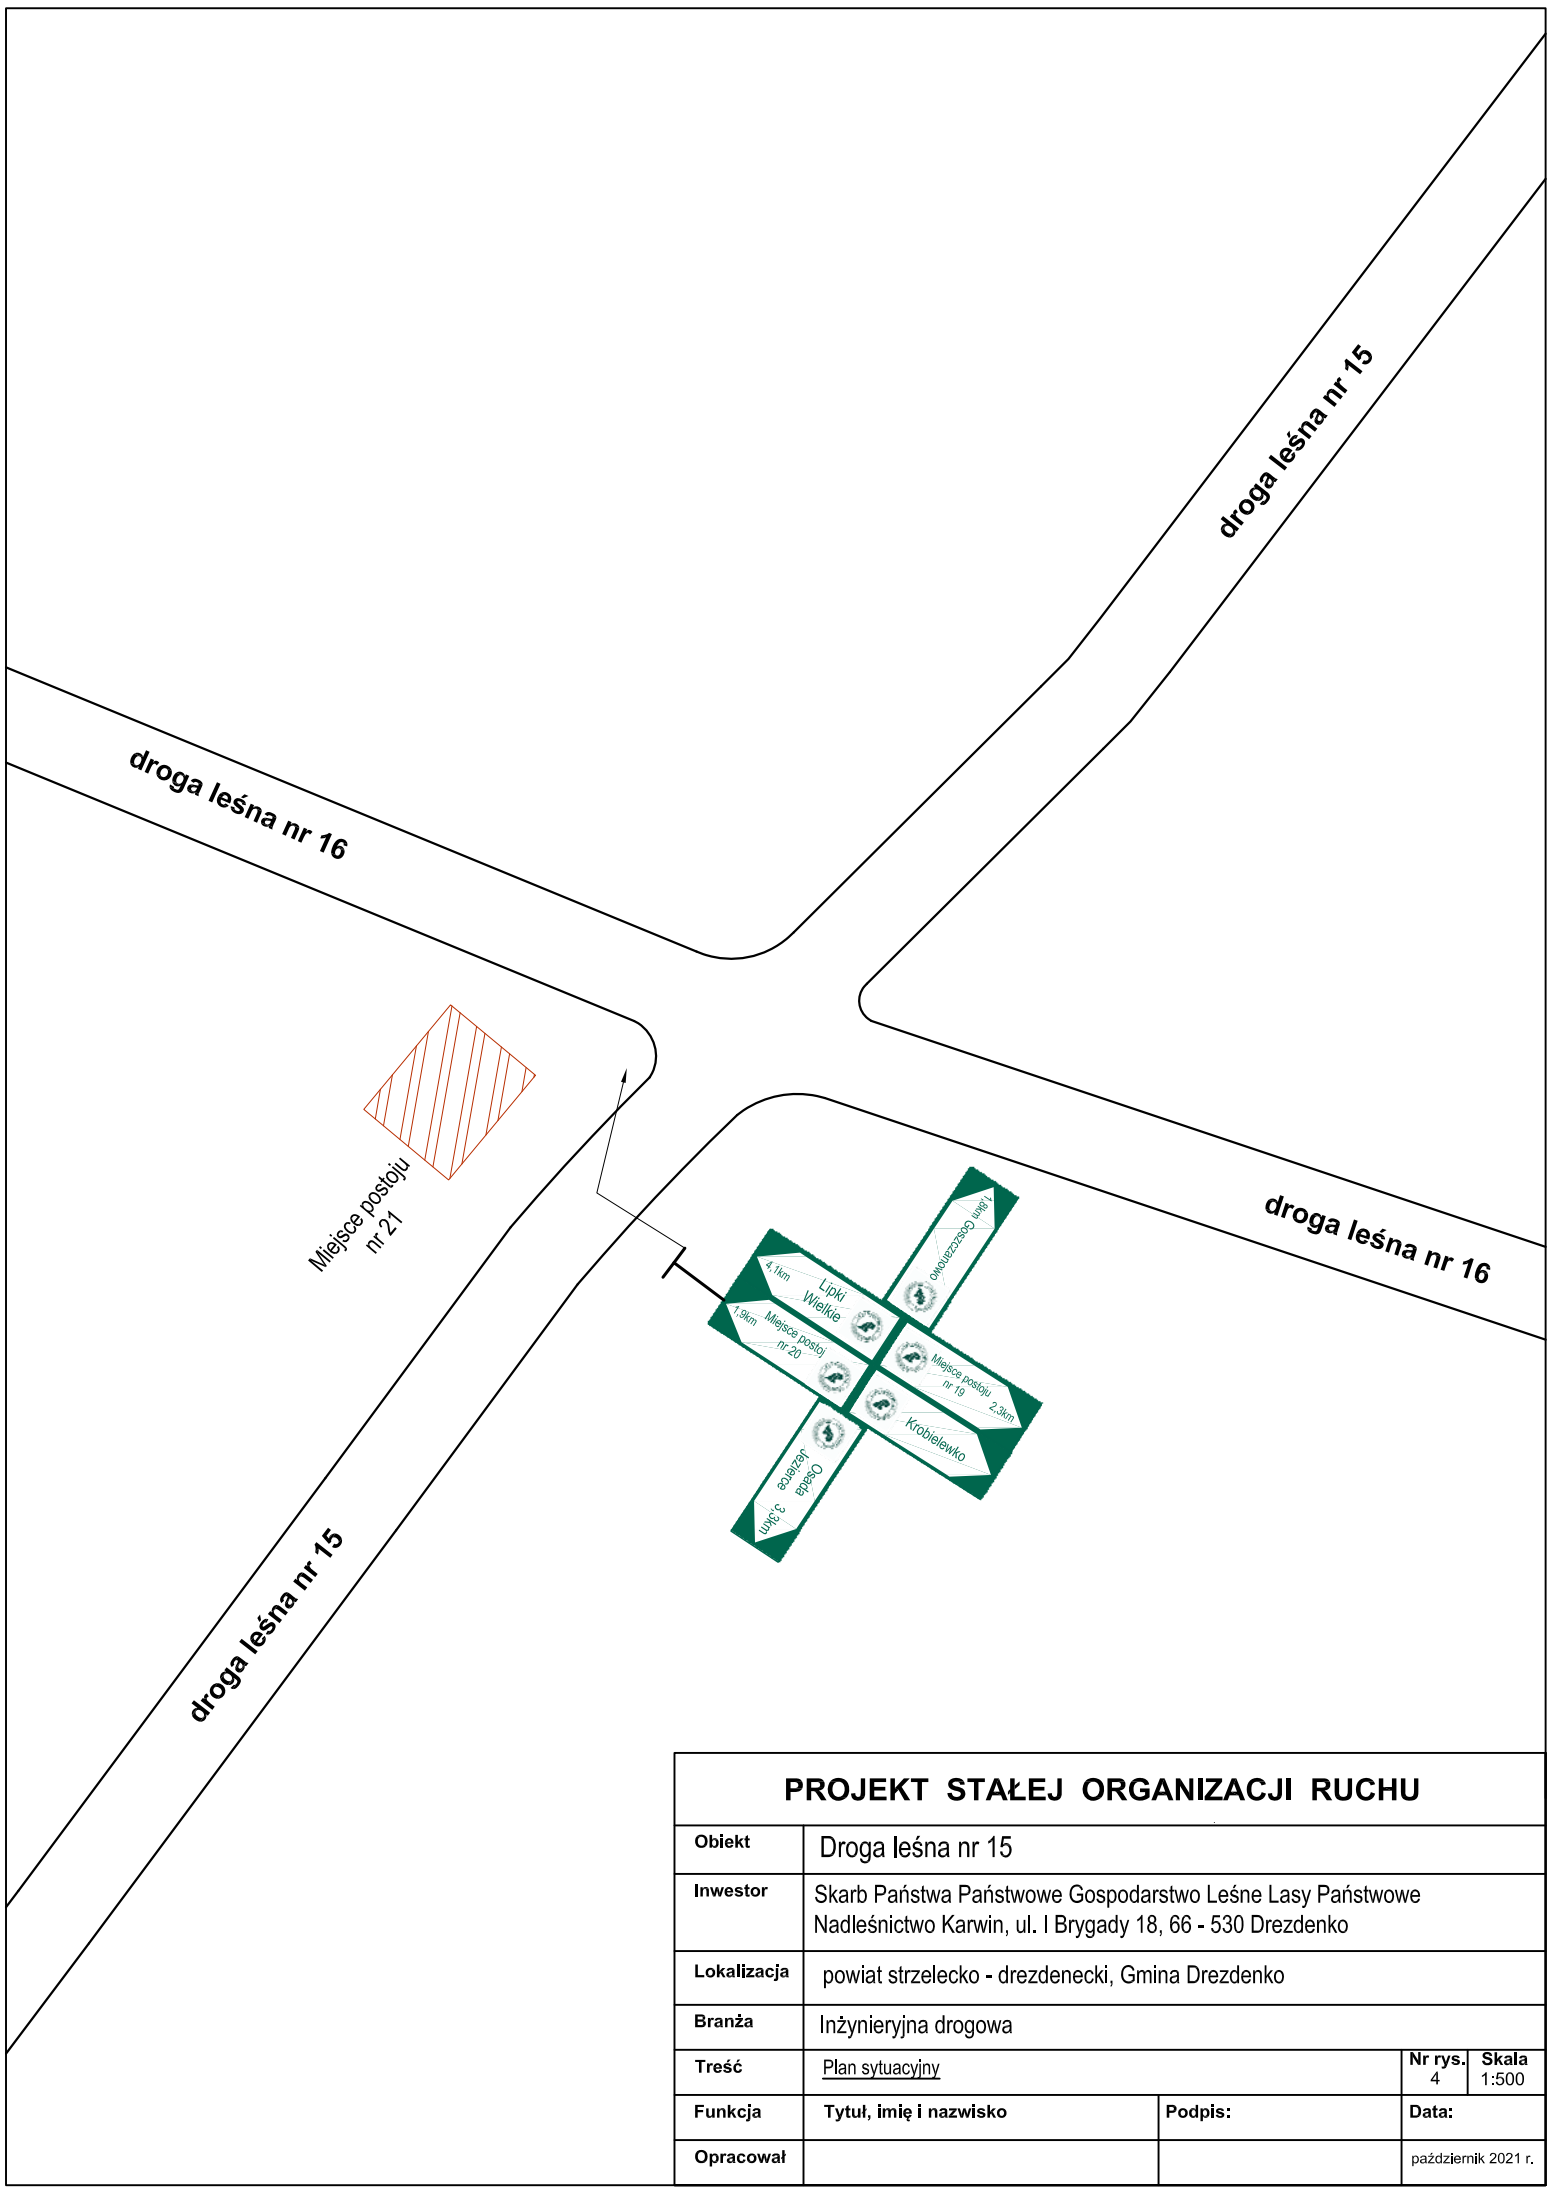 droga leśna nr 15
droga leśna nr 16
Miejsce postoju
nr 21
droga leśna nr 16
1,8km Goszczanowo
4,1km
Lipki
Wielkie
1,9km
Miejsce postoj
nr 20
Miejsce postoju
nr 19
2,3km
Krobielewko
Osada
Jezierce
3,3km
droga leśna nr 15
PROJEKT STAŁEJ ORGANIZACJI RUCHU
Obiekt Droga leśna nr 15
Inwestor Skarb Państwa Państwowe Gospodarstwo Leśne Lasy Państwowe
Nadleśnictwo Karwin, ul. I Brygady 18, 66 - 530 Drezdenko
Lokalizacja powiat strzelecko - drezdenecki, Gmina Drezdenko
Branża Inżynieryjna drogowa
Treść Plan sytuacyjny Nr rys. Skala
4 1:500
Funkcja Tytuł, imię i nazwisko Podpis: Data:
Opracował październik 2021 r.